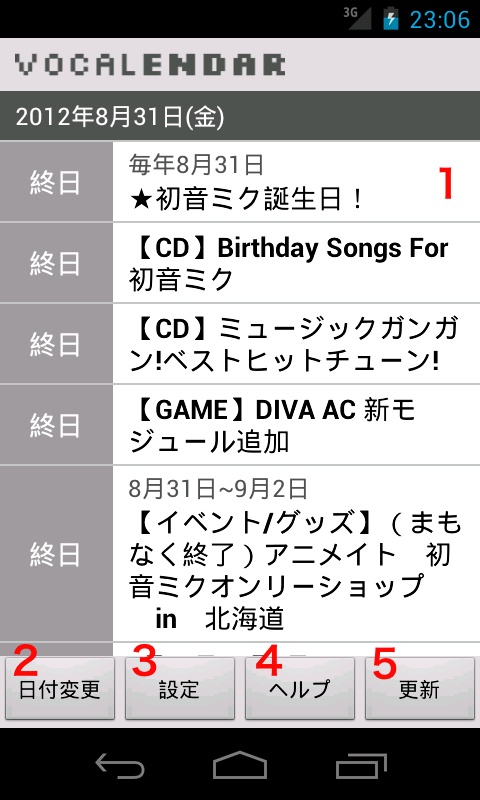 3G 23:06
VOCALENDAR
2012年8月31日(金)
終日
毎年8月31日
★初音ミク誕生日！
1
終日
【CD】Birthday Songs For
初音ミク
終日
【CD】ミュージックガンガ
ン!ベストヒットチューン!
終日
【GAME】DIVA AC 新モ
ジュール追加
終日
8月31日~9月2日
【イベント/グッズ】（まも
なく終了）アニメイト　初
音ミクオンリーショップ
　in　北海道
2 3 4 5
日付変更 設定 ヘルプ 更新